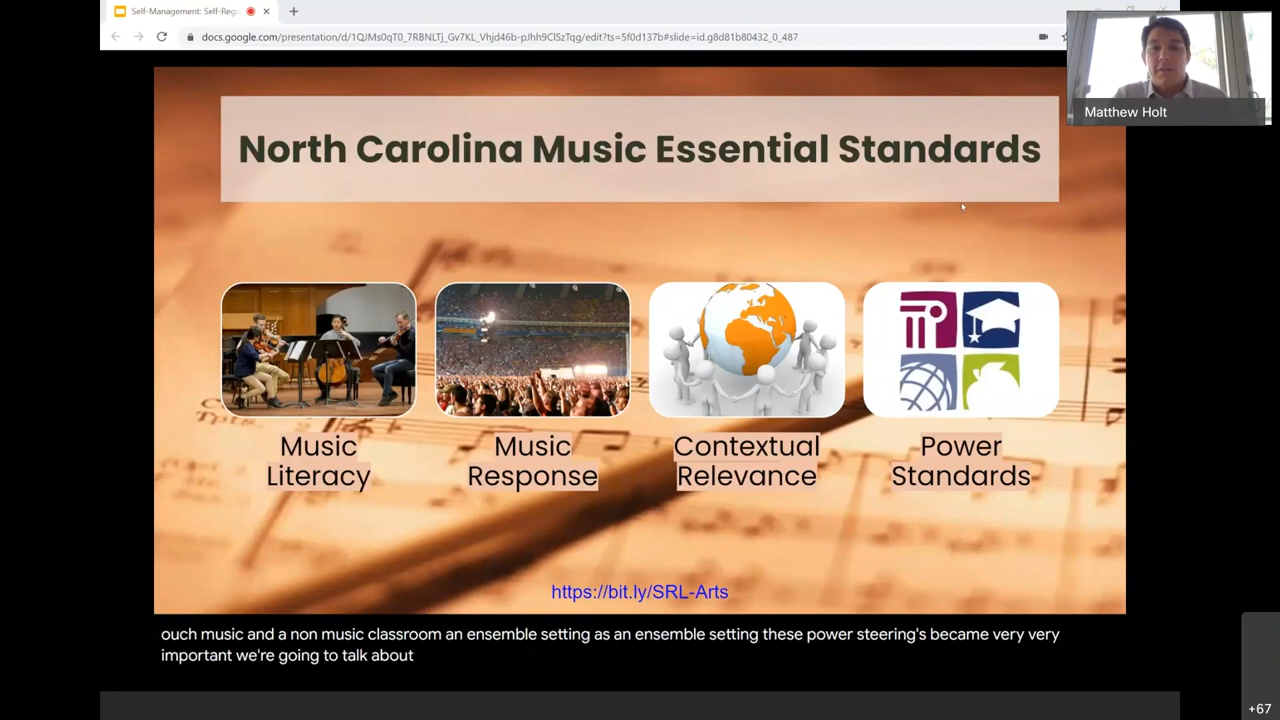 Self-Management: Self-Reg
docs.google.com/presentation/d/1QJMs0qT0_7RBNLTj_Gv7KL_Vhjd46b-pJhh9ClSzTqg/edit?ts=5f0d137b#slide=id.g8d81b80432_0_487
Matthew Holt
North Carolina Music Essential Standards
Music
Literacy
Music
Response
Contextual
Relevance
Power
Standards
https://bit.ly/SRL-Arts
ouch music and a non music classroom an ensemble setting as an ensemble setting these power steering's became very very
important we're going to talk about
+67